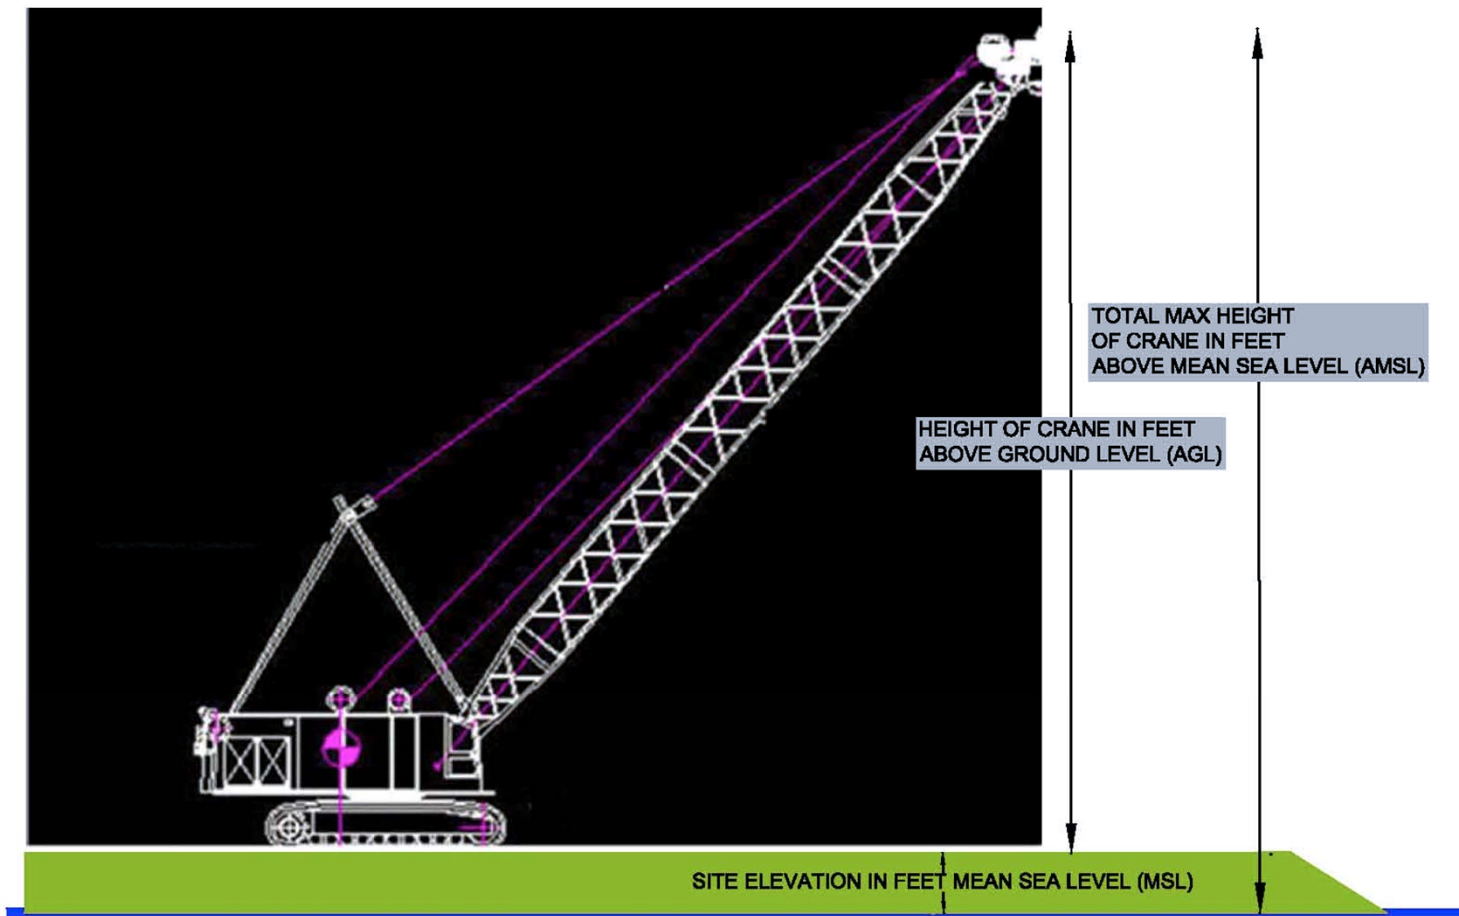 TOTAL MAX HEIGHT
OF CRANE IN FEET
ABOVE MEAN SEA LEVEL (AMSL)
HEIGHT OF CRANE IN FEET
ABOVE GROUND LEVEL (AGL)
SITE ELEVATION IN FEET MEAN SEA LEVEL (MSL)